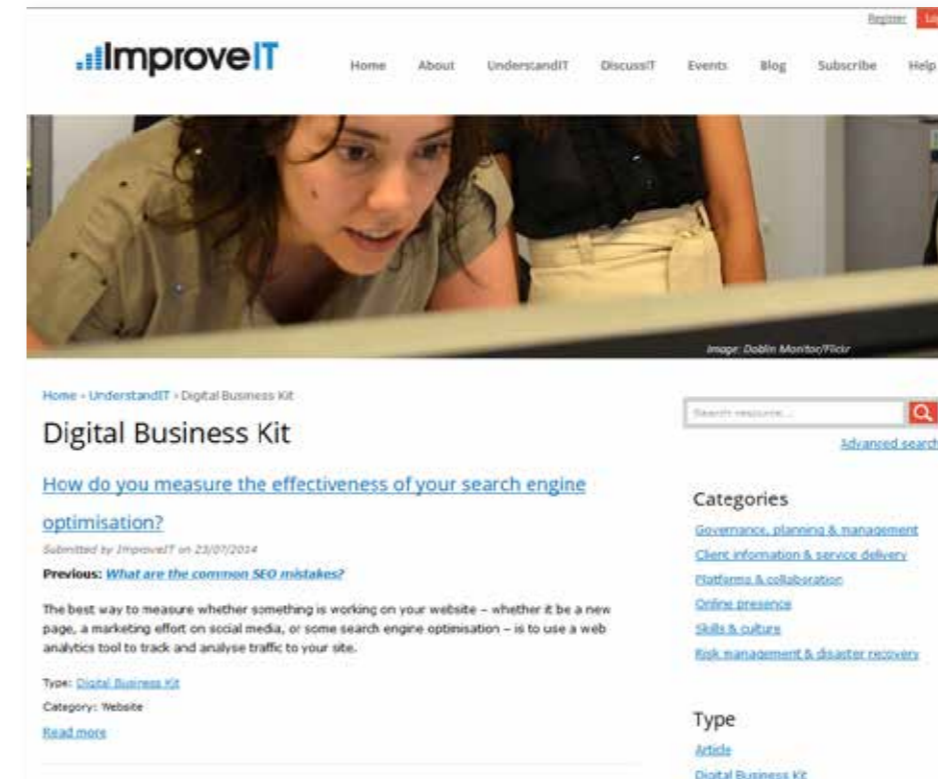 Register Lo
ImproveIT
Home About UnderstandIT DiscussIT Events Blog Subscribe Help
Image: Doblin Monitor/Flickr
Home » UnderstandIT » Digital Business Kit
Digital Business Kit
How do you measure the effectiveness of your search engine
optimisation?
Submitted by ImproveIT on 23/07/2014
Previous: What are the common SEO mistakes?
The best way to measure whether something is working on your website – whether it be a new
page, a marketing effort on social media, or some search engine optimisation – is to use a web
analytics tool to track and analyse traffic to your site.
Type: Digital Business Kit
Category: Website
Read more
Search resource...
Advanced search
Categories
Governance, planning & management
Client information & service delivery
Platforms & collaboration
Online presence
Skills & culture
Risk management & disaster recovery
Type
Article
Digital Business Kit